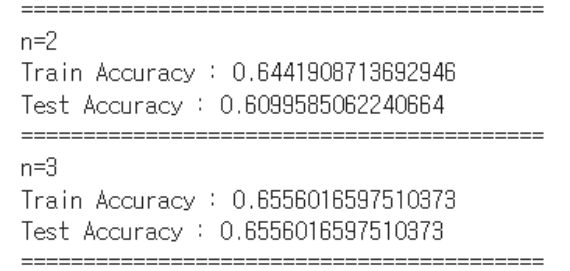 ==========================================
n=2
Train Accuracy : 0.6441908713692946
Test Accuracy : 0.6099585062240664
==========================================
n=3
Train Accuracy : 0.6556016597510373
Test Accuracy : 0.6556016597510373
==========================================